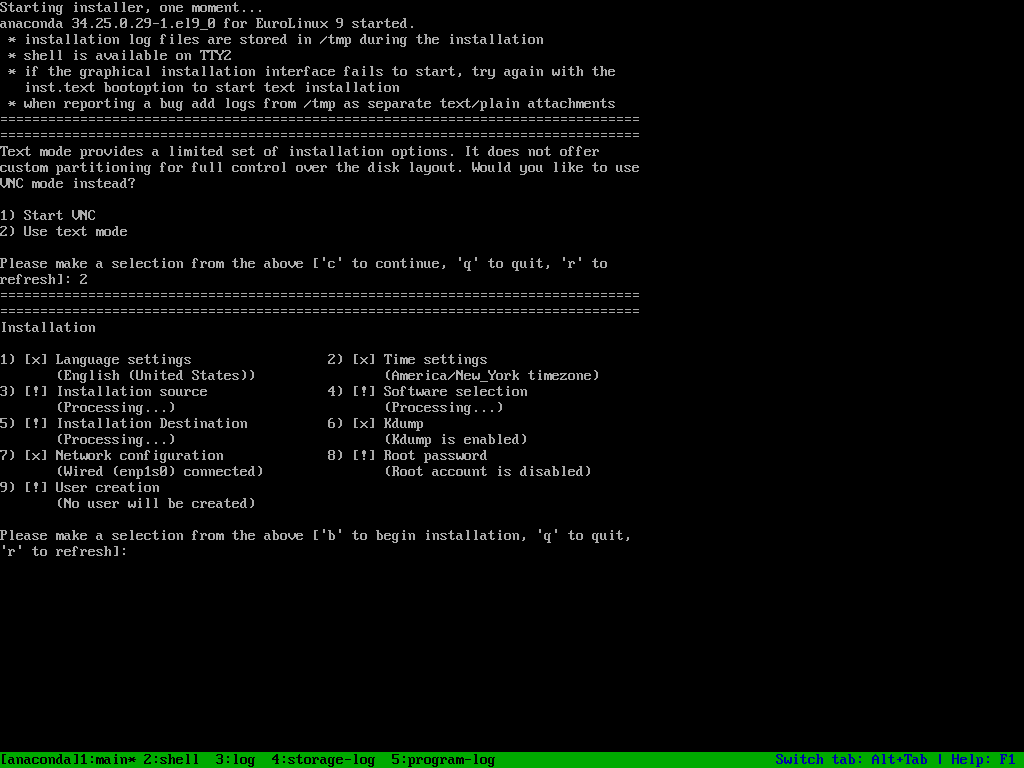 Starting installer, one moment...
anaconda 34.25.0.29-1.el9_0 for EuroLinux 9 started.
 * installation log files are stored in /tmp during the installation
 * shell is available on TTY2
 * if the graphical installation interface fails to start, try again with the
   inst.text bootoption to start text installation
 * when reporting a bug add logs from /tmp as separate text/plain attachments
================================================================================
================================================================================
Text mode provides a limited set of installation options. It does not offer
custom partitioning for full control over the disk layout. Would you like to use
VNC mode instead?

1) Start VNC
2) Use text mode

Please make a selection from the above ['c' to continue, 'q' to quit, 'r' to
refresh]: 2
================================================================================
================================================================================
Installation

1) [x] Language settings                 2) [x] Time settings
       (English (United States))                (America/New_York timezone)
3) [!] Installation source               4) [!] Software selection
       (Processing...)                          (Processing...)
5) [!] Installation Destination          6) [x] Kdump
       (Processing...)                          (Kdump is enabled)
7) [x] Network configuration             8) [!] Root password
       (Wired (enp1s0) connected)               (Root account is disabled)
9) [!] User creation
       (No user will be created)

Please make a selection from the above ['b' to begin installation, 'q' to quit,
'r' to refresh]:
[anaconda]1:main* 2:shell  3:log  4:storage-log  5:program-log                                   Switch tab: Alt+Tab | Help: F1